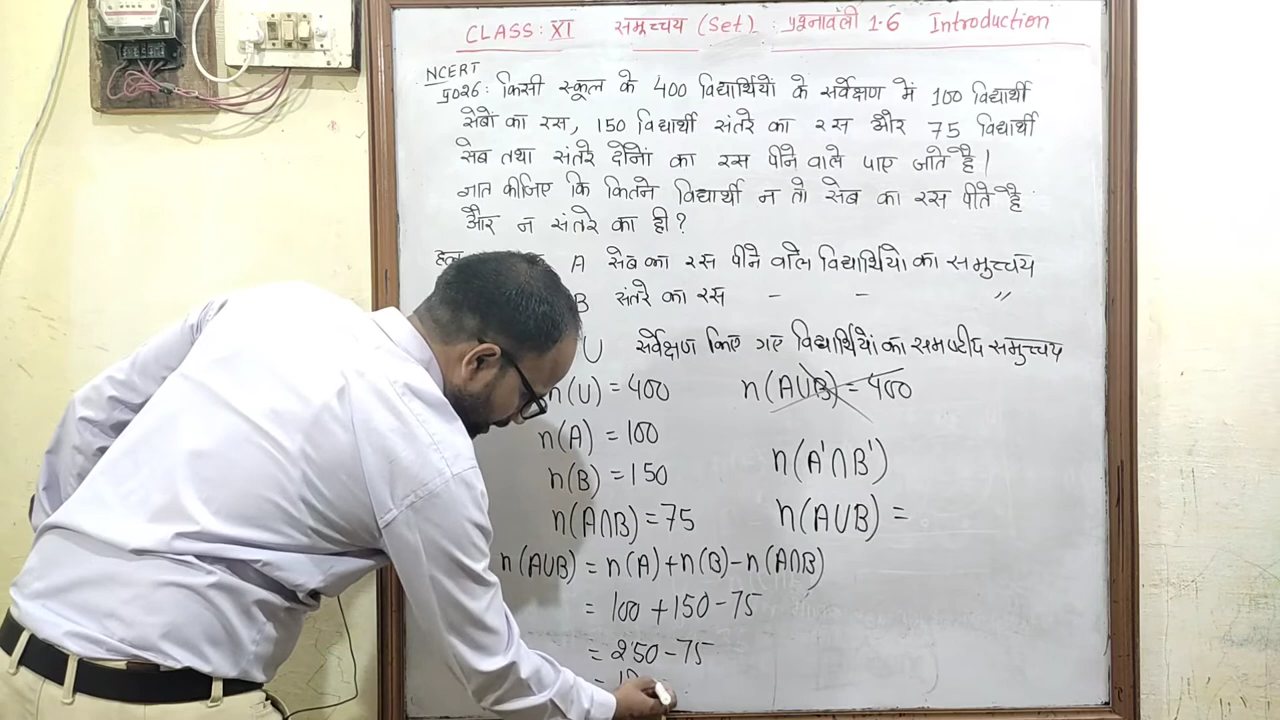 CLASS: XI समुच्चय (Set) : प्रश्नावली 1.6 Introduction
NCERT
उ026: किसी स्कूल के 400 विद्यार्थियों के सर्वेक्षण में 100 विद्यार्थी
सेबों का रस, 150 विद्यार्थी संतरे का रस और 75 विद्यार्थी
सेब तथा संतरे दोनों का रस पीने वाले पाए जाते है।
ज्ञात कीजिए कि कितने विद्यार्थी न तो सेब का रस पीते है
और न संतरे का ही?
हल
A सेब का रस पीने वाले विद्यार्थियो का समुच्चय
B संतरे का रस - - 〃
U सर्वेक्षण किए गए विद्यार्थियों का समष्टीय समुच्चय
n(U) = 400 n(A∪B) = 400
n(A) = 100
n(A'∩B')
n(B) = 150
n(A∩B) = 75 n(A∪B) =
n(A∪B) = n(A)+n(B)-n(A∩B)
= 100 + 150 - 75
= 250 - 75
=